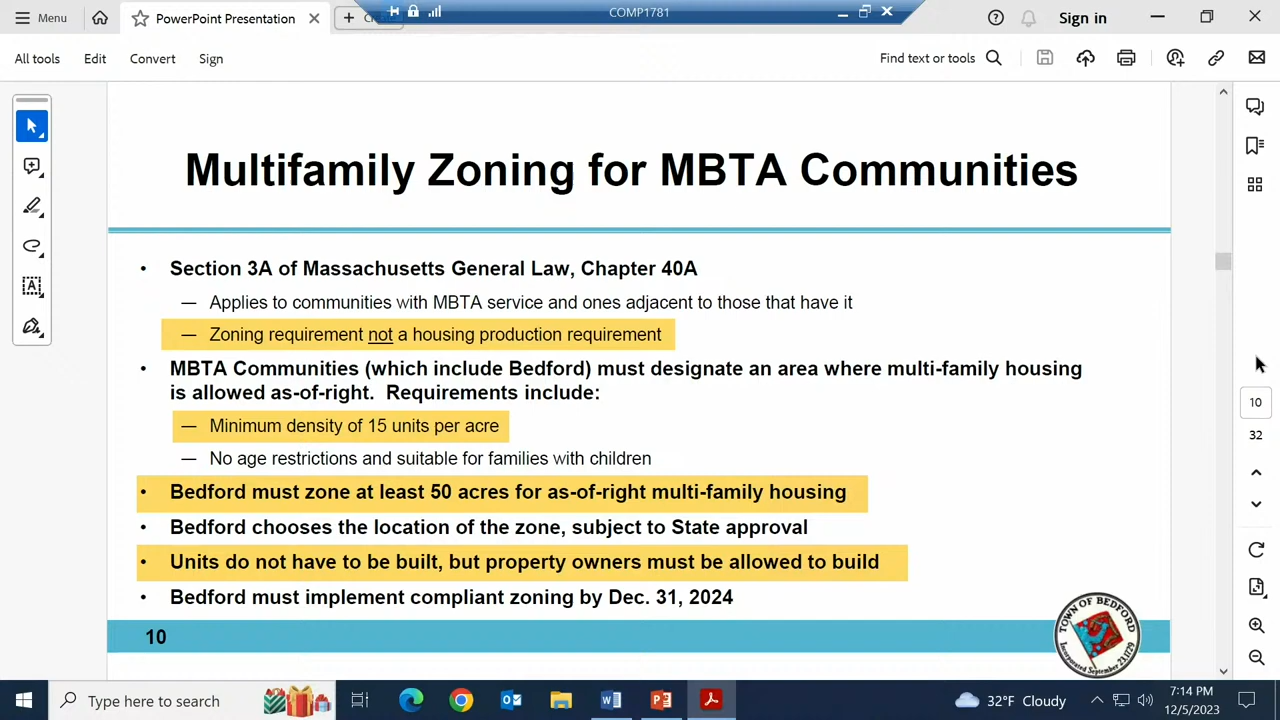 Menu
PowerPoint Presentation
COMP1781
Sign in
All tools
Edit
Convert
Sign
Find text or tools
Multifamily Zoning for MBTA Communities
• Section 3A of Massachusetts General Law, Chapter 40A
— Applies to communities with MBTA service and ones adjacent to those that have it
— Zoning requirement not a housing production requirement
• MBTA Communities (which include Bedford) must designate an area where multi-family housing
is allowed as-of-right. Requirements include:
— Minimum density of 15 units per acre
— No age restrictions and suitable for families with children
• Bedford must zone at least 50 acres for as-of-right multi-family housing
• Bedford chooses the location of the zone, subject to State approval
• Units do not have to be built, but property owners must be allowed to build
• Bedford must implement compliant zoning by Dec. 31, 2024
10
TOWN OF BEDFORD
10
32
Type here to search
32°F Cloudy
7:14 PM
12/5/2023